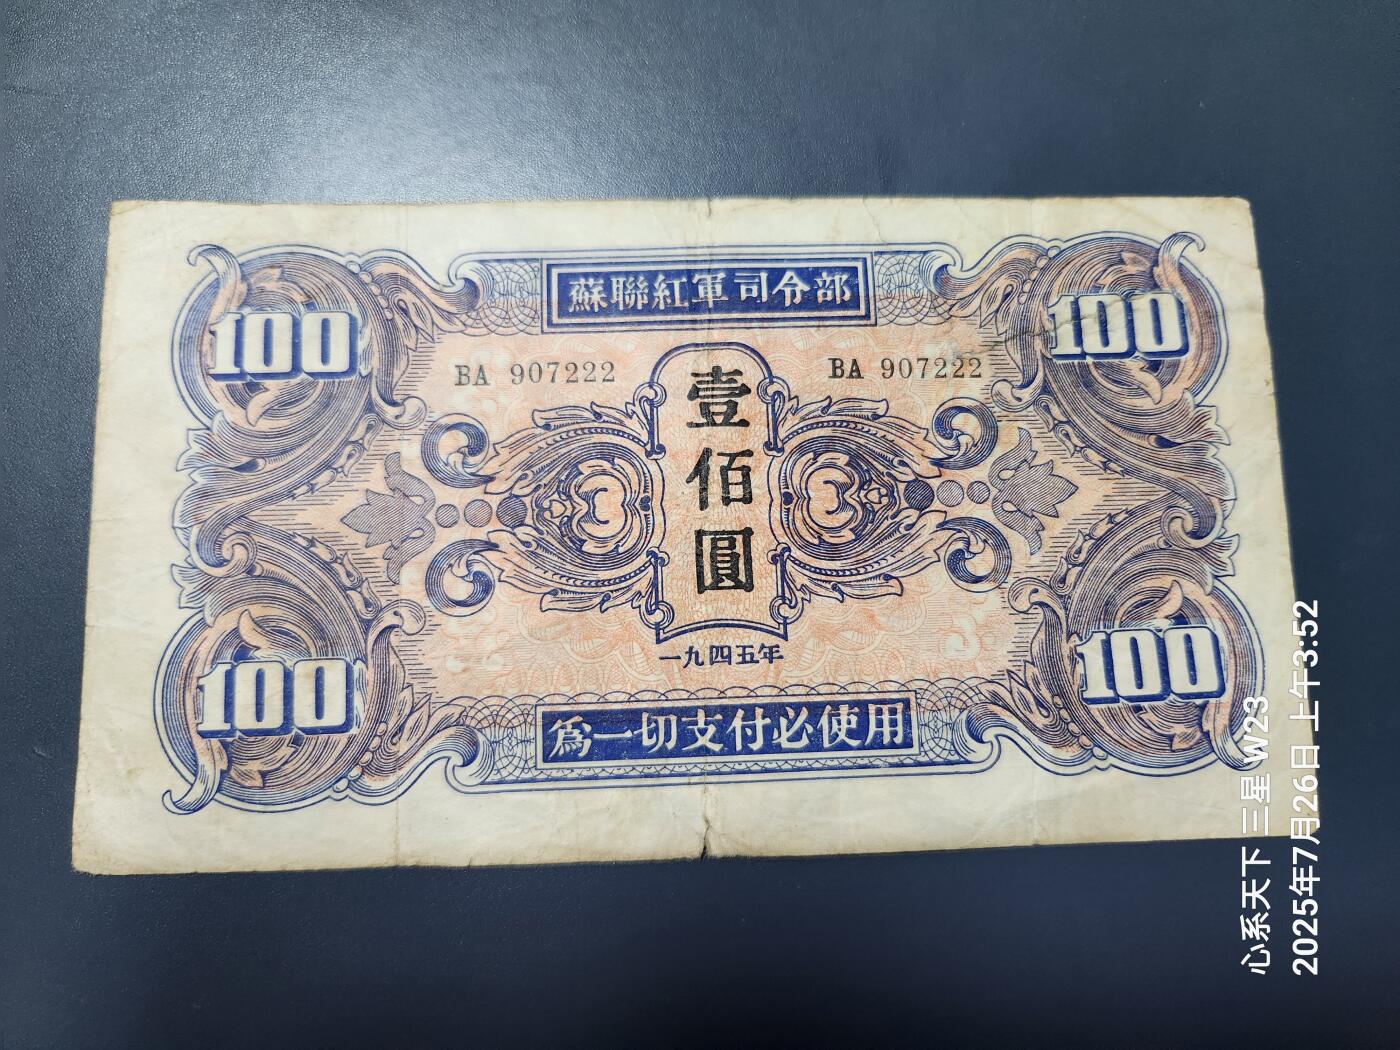 蘇聯紅軍司令部
100
100
BA 907222
BA 907222
壹佰圓
一九四五年
100
100
為一切支付必使用
心系天下 三星 W23
2025年7月26日 上午3:52